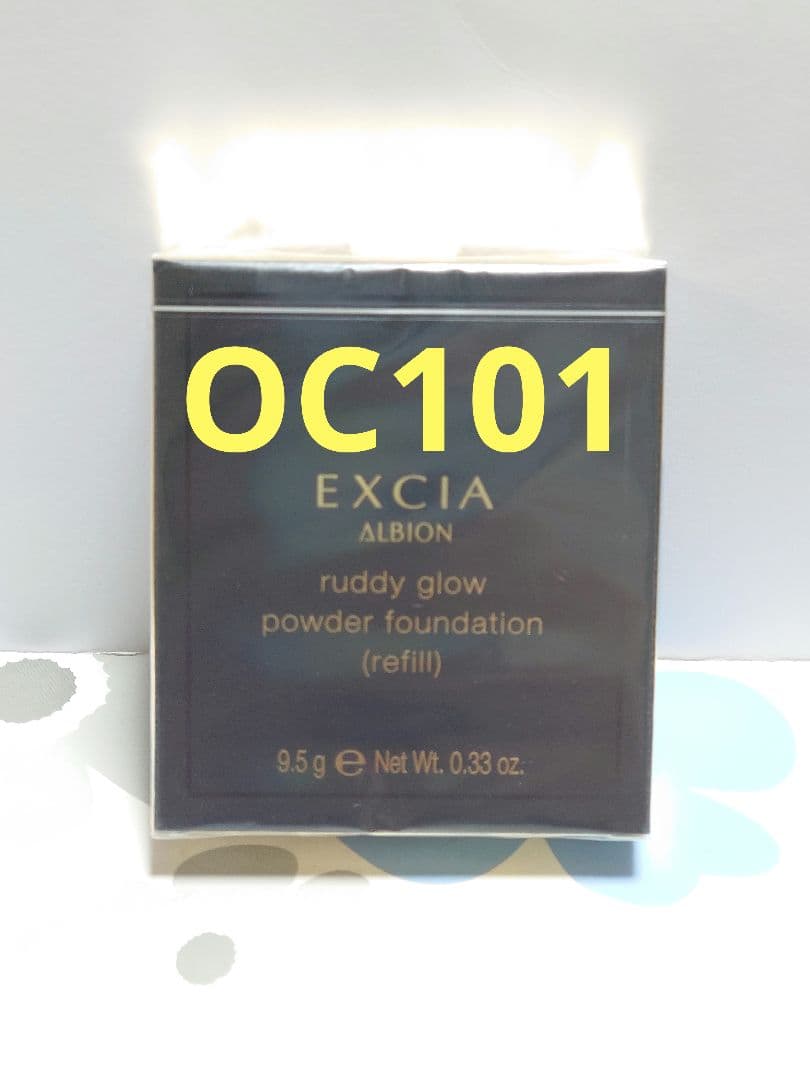 OC101
EXCIA
ALBION
ruddy glow
powder foundation
(refill)
9.5 g ℮ Net Wt. 0.33 oz.